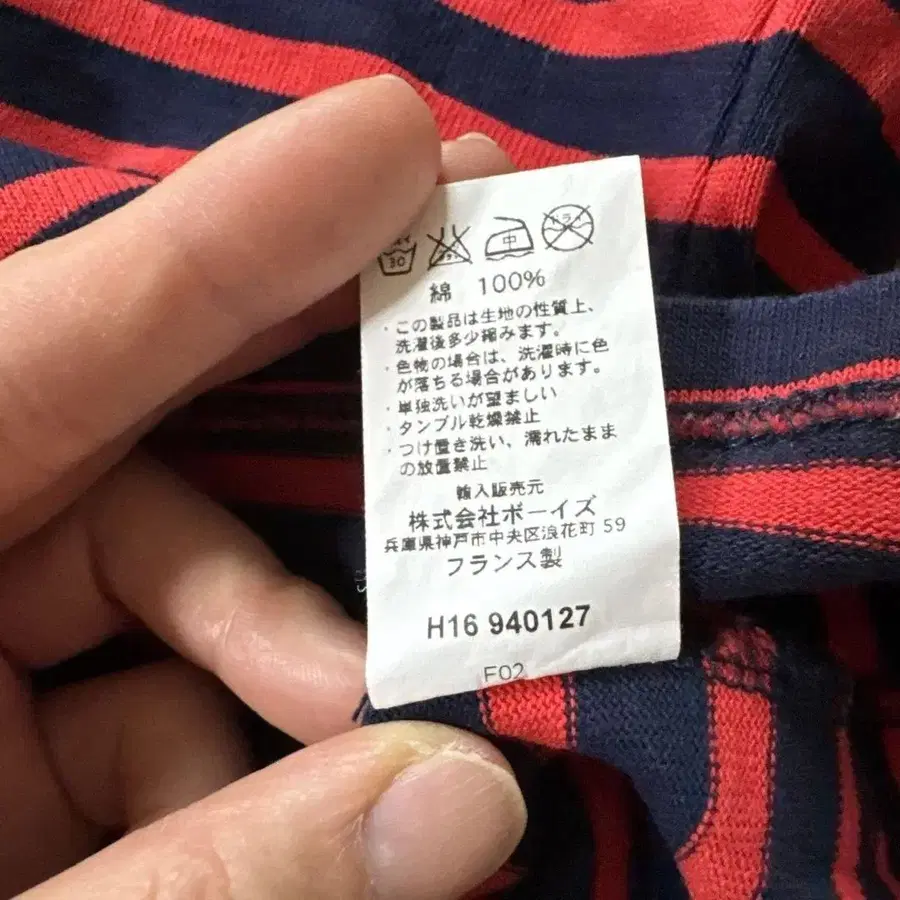 30
中
ドライ
綿 100%
・この製品は生地の性質上、
洗濯後多少縮みます。
・色物の場合は、洗濯時に色
が落ちる場合があります。
・単独洗いが望ましい
・タンブル乾燥禁止
・つけ置き洗い、濡れたまま
の放置禁止
輸入販売元
株式会社ボーイズ
兵庫県神戸市中央区浪花町 59
フランス製
H16 940127
F02